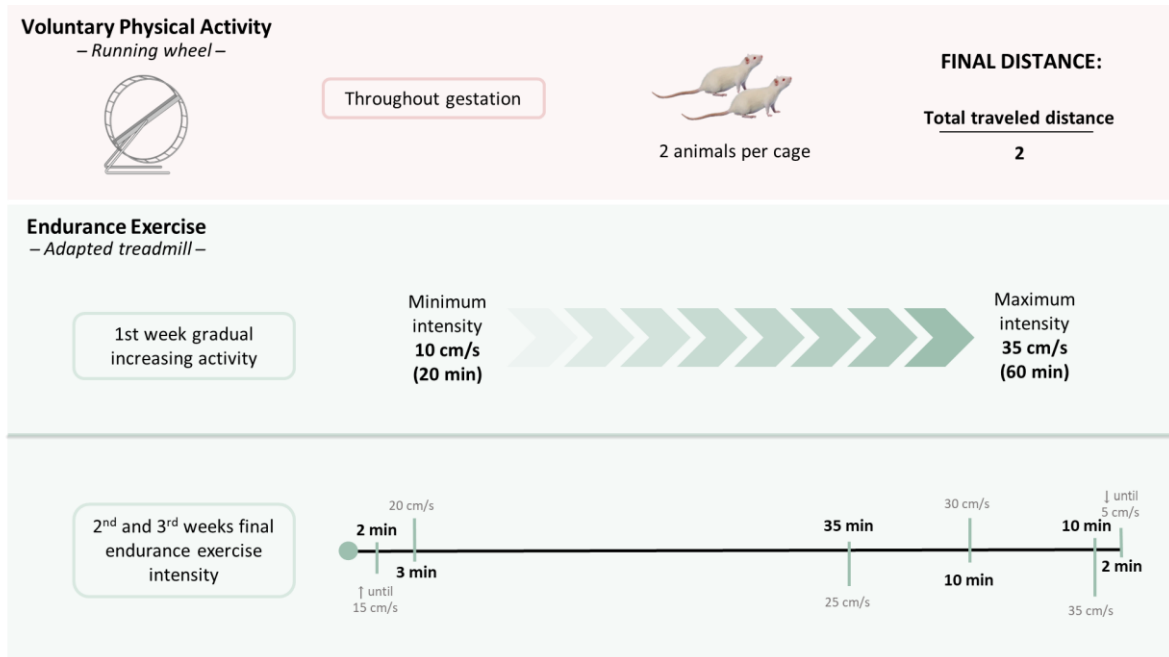 Voluntary Physical Activity
– Running wheel –
Throughout gestation
2 animals per cage
FINAL DISTANCE:
Total traveled distance
2
Endurance Exercise
– Adapted treadmill –
1st week gradual
increasing activity
Minimum
intensity
10 cm/s
(20 min)
Maximum
intensity
35 cm/s
(60 min)
2nd and 3rd weeks final
endurance exercise
intensity
2 min
↑ until
15 cm/s
20 cm/s
3 min
35 min
25 cm/s
30 cm/s
10 min
10 min
35 cm/s
↓ until
5 cm/s
2 min